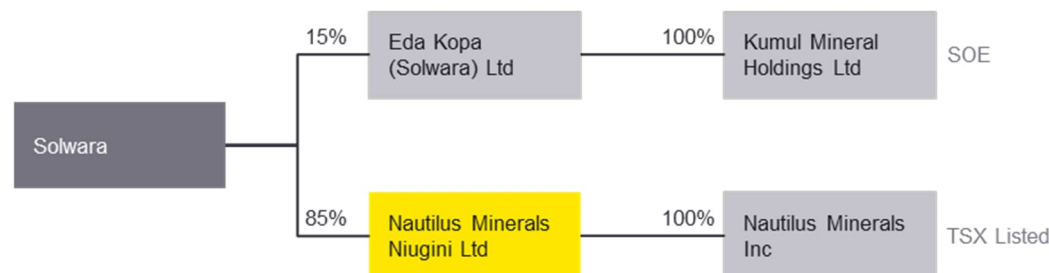 15%
Eda Kopa
(Solwara) Ltd
100%
Kumul Mineral
Holdings Ltd
SOE
Solwara
85%
Nautilus Minerals
Niugini Ltd
100%
Nautilus Minerals
Inc
TSX Listed